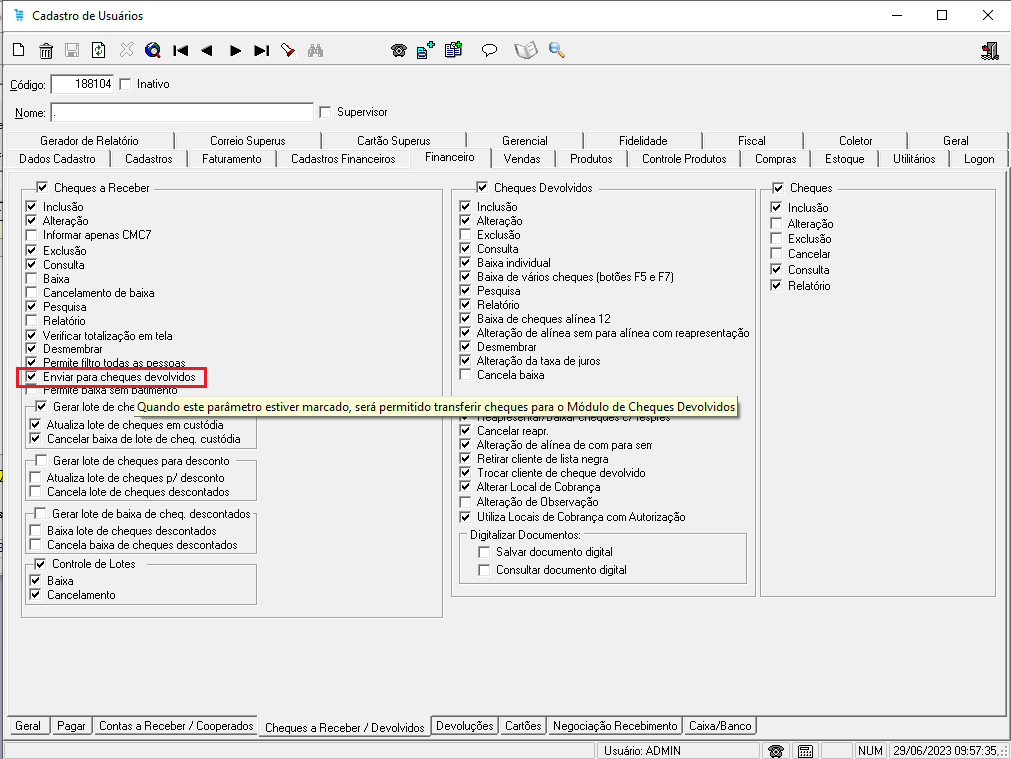 Cadastro de Usuários
Código: 188104 Inativo
Nome: . Supervisor
Gerador de Relatório Correio Superus Cartão Superus Gerencial Fidelidade Fiscal Coletor Geral
Dados Cadastro Cadastros Faturamento Cadastros Financeiros Financeiro Vendas Produtos Controle Produtos Compras Estoque Utilitários Logon
Cheques a Receber
Inclusão
Alteração
Informar apenas CMC7
Exclusão
Consulta
Baixa
Cancelamento de baixa
Pesquisa
Relatório
Verificar totalização em tela
Desmembrar
Permite filtro todas as pessoas
Enviar para cheques devolvidos
Permite baixa sem batimento
Gerar lote de che
Quando este parâmetro estiver marcado, será permitido transferir cheques para o Módulo de Cheques Devolvidos
Atualiza lote de cheques em custódia
Cancelar baixa de lote de cheq. custódia
Gerar lote de cheques para desconto
Atualiza lote de cheques p/ desconto
Cancela lote de cheques descontados
Gerar lote de baixa de cheq. descontados
Baixa lote de cheques descontados
Cancela baixa de cheques descontados
Controle de Lotes
Baixa
Cancelamento
Cheques Devolvidos
Inclusão
Alteração
Exclusão
Consulta
Baixa individual
Baixa de vários cheques (botões F5 e F7)
Pesquisa
Relatório
Baixa de cheques alínea 12
Alteração de alínea sem para alínea com reapresentação
Desmembrar
Alteração da taxa de juros
Cancela baixa
Reapresentar/Baixar cheques c/ respres
Cancelar reapr.
Alteração de alínea de com para sem
Retirar cliente de lista negra
Trocar cliente de cheque devolvido
Alterar Local de Cobrança
Alteração de Observação
Utiliza Locais de Cobrança com Autorização
Digitalizar Documentos:
Salvar documento digital
Consultar documento digital
Cheques
Inclusão
Alteração
Exclusão
Cancelar
Consulta
Relatório
Geral Pagar Contas a Receber / Cooperados Cheques a Receber / Devolvidos Devoluções Cartões Negociação Recebimento Caixa/Banco
Usuário: ADMIN NUM 29/06/2023 09:57:35